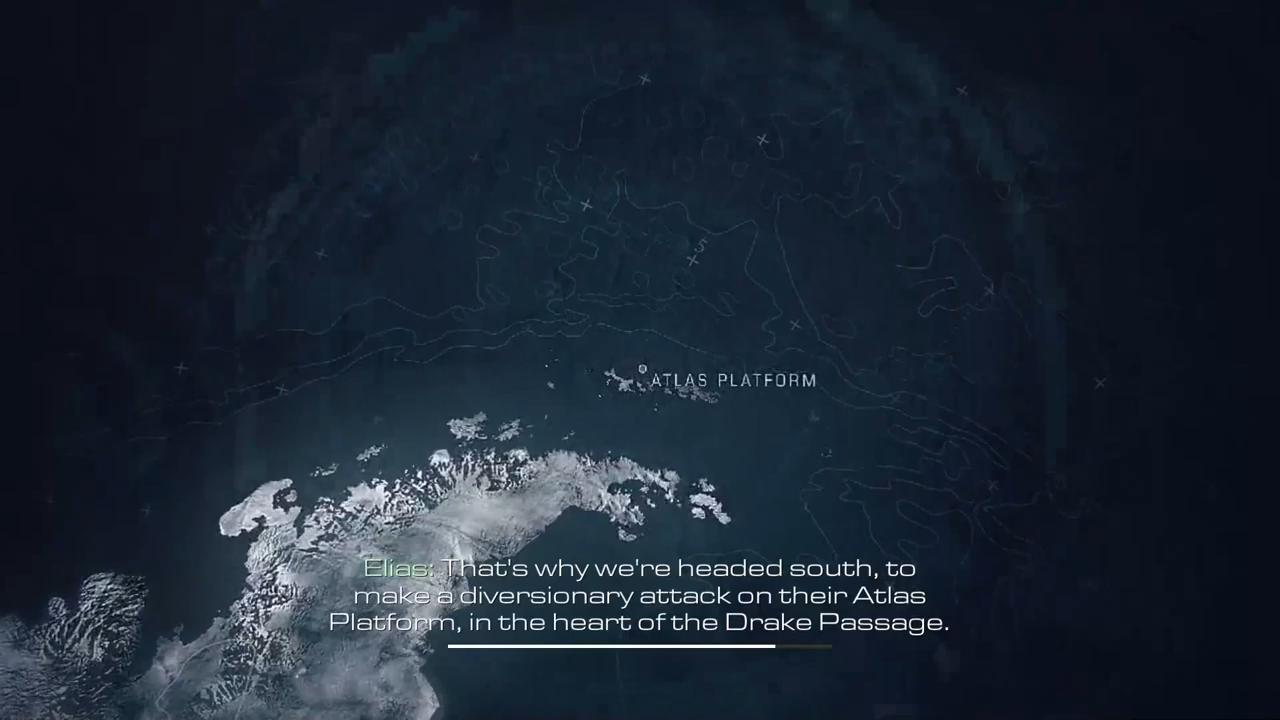 5
ATLAS PLATFORM
Elias: That's why we're headed south, to
make a diversionary attack on their Atlas
Platform, in the heart of the Drake Passage.